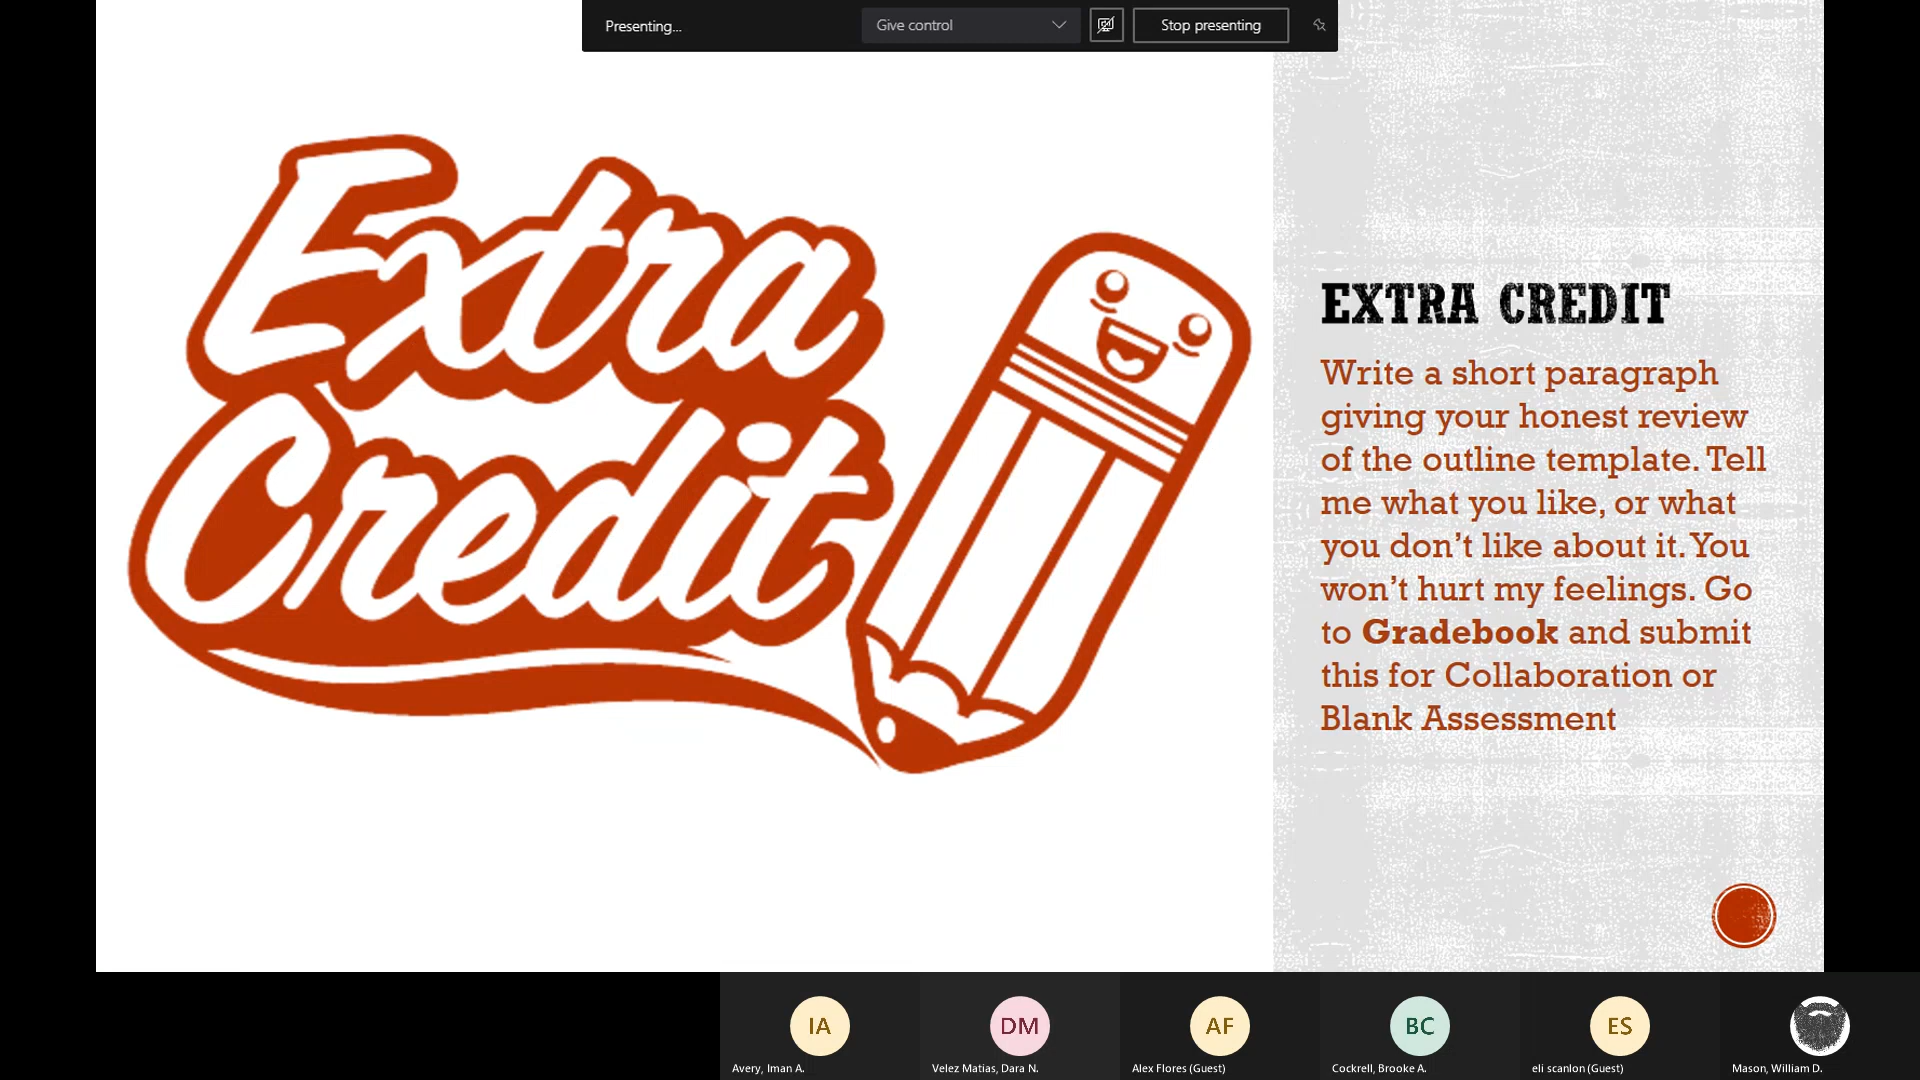 Presenting...
Give control
Stop presenting
Extra
Credit
EXTRA CREDIT
Write a short paragraph
giving your honest review
of the outline template. Tell
me what you like, or what
you don't like about it. You
won't hurt my feelings. Go
to Gradebook and submit
this for Collaboration or
Blank Assessment
IA
DM
AF
BC
ES
Avery, Iman A.
Velez Matias, Dara N.
Alex Flores (Guest)
Cockrell, Brooke A.
eli scanlon (Guest)
Mason, William D.